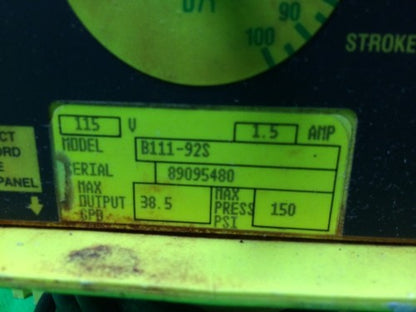 D/1
90
100
STROKE
115 V 1.5 AMP
MODEL B111-92S
SERIAL 89095480
MAX OUTPUT GPD 38.5 MAX PRESS PSI 150
PANEL